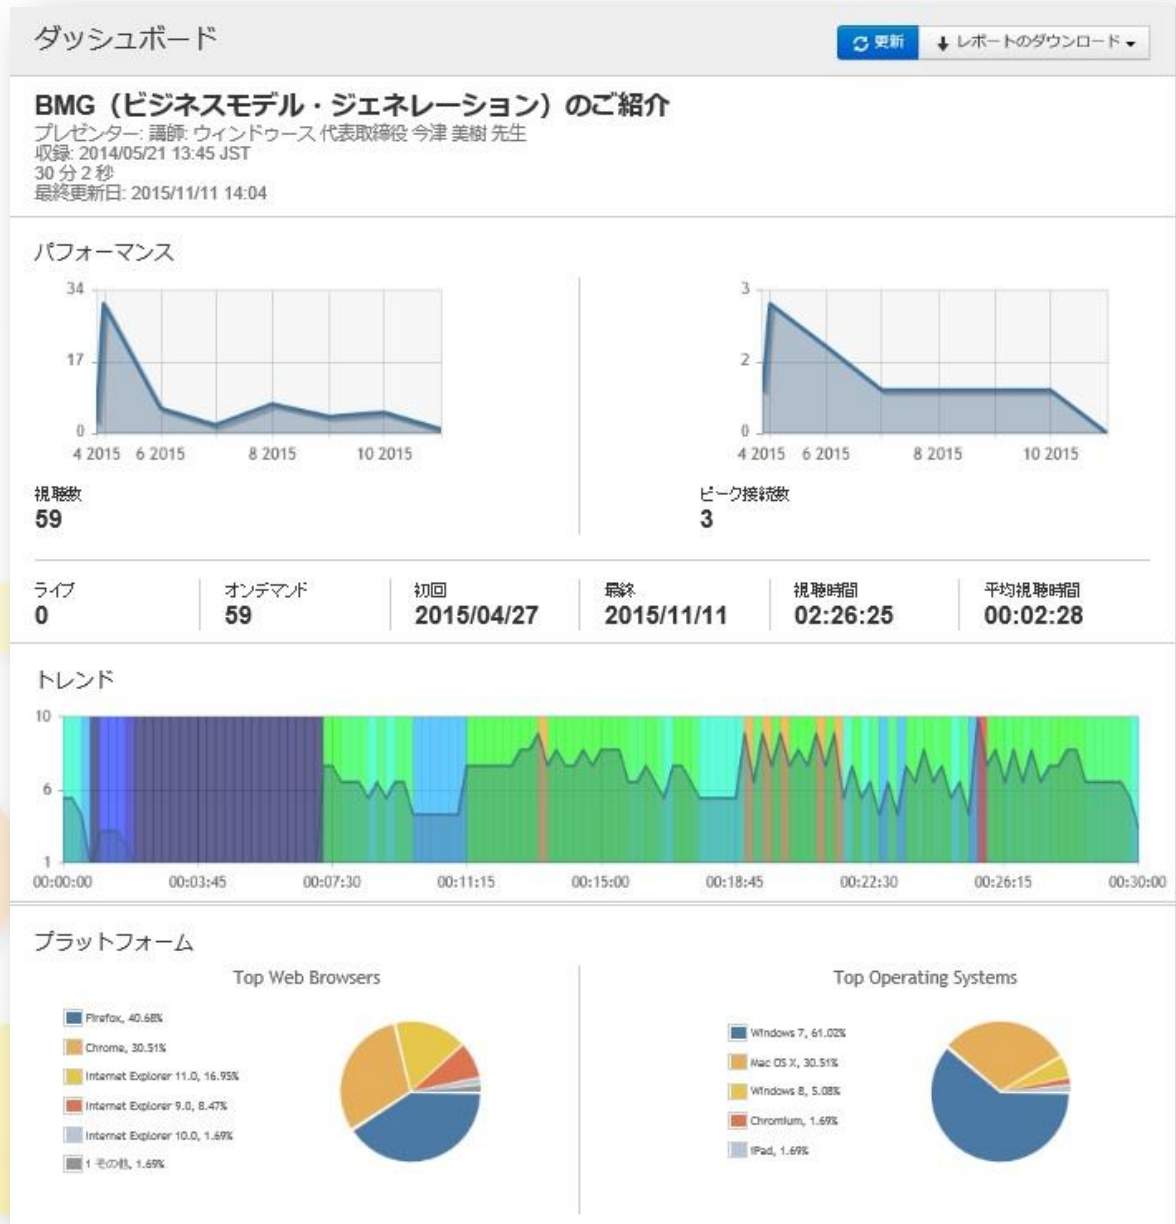 ダッシュボード
更新
レポートのダウンロード
BMG（ビジネスモデル・ジェネレーション）のご紹介
プレゼンター: 講師: ウィンドゥース 代表取締役 今津 美樹 先生
収録: 2014/05/21 13:45 JST
30 分 2 秒
最終更新日: 2015/11/11 14:04
パフォーマンス
34
17
0
4 2015 6 2015 8 2015 10 2015
視聴数
59
3
2
0
4 2015 6 2015 8 2015 10 2015
ピーク接続数
3
ライブ
0
オンデマンド
59
初回
2015/04/27
最終
2015/11/11
視聴時間
02:26:25
平均視聴時間
00:02:28
トレンド
10
6
1
00:00:00 00:03:45 00:07:30 00:11:15 00:15:00 00:18:45 00:22:30 00:26:15 00:30:00
プラットフォーム
Top Web Browsers
Firefox, 40.68%
Chrome, 30.51%
Internet Explorer 11.0, 16.95%
Internet Explorer 9.0, 8.47%
Internet Explorer 10.0, 1.69%
1 その他, 1.69%
Top Operating Systems
Windows 7, 61.02%
Mac OS X, 30.51%
Windows 8, 5.08%
Chromium, 1.69%
iPad, 1.69%